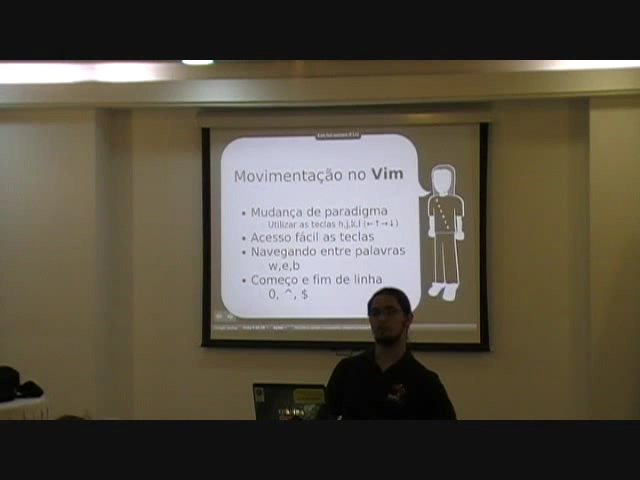 Movimentação no Vim
• Mudança de paradigma
Utilizar as teclas h,j,k,l (←↑→↓)
• Acesso fácil as teclas
• Navegando entre palavras
w,e,b
• Começo e fim de linha
0, ^, $